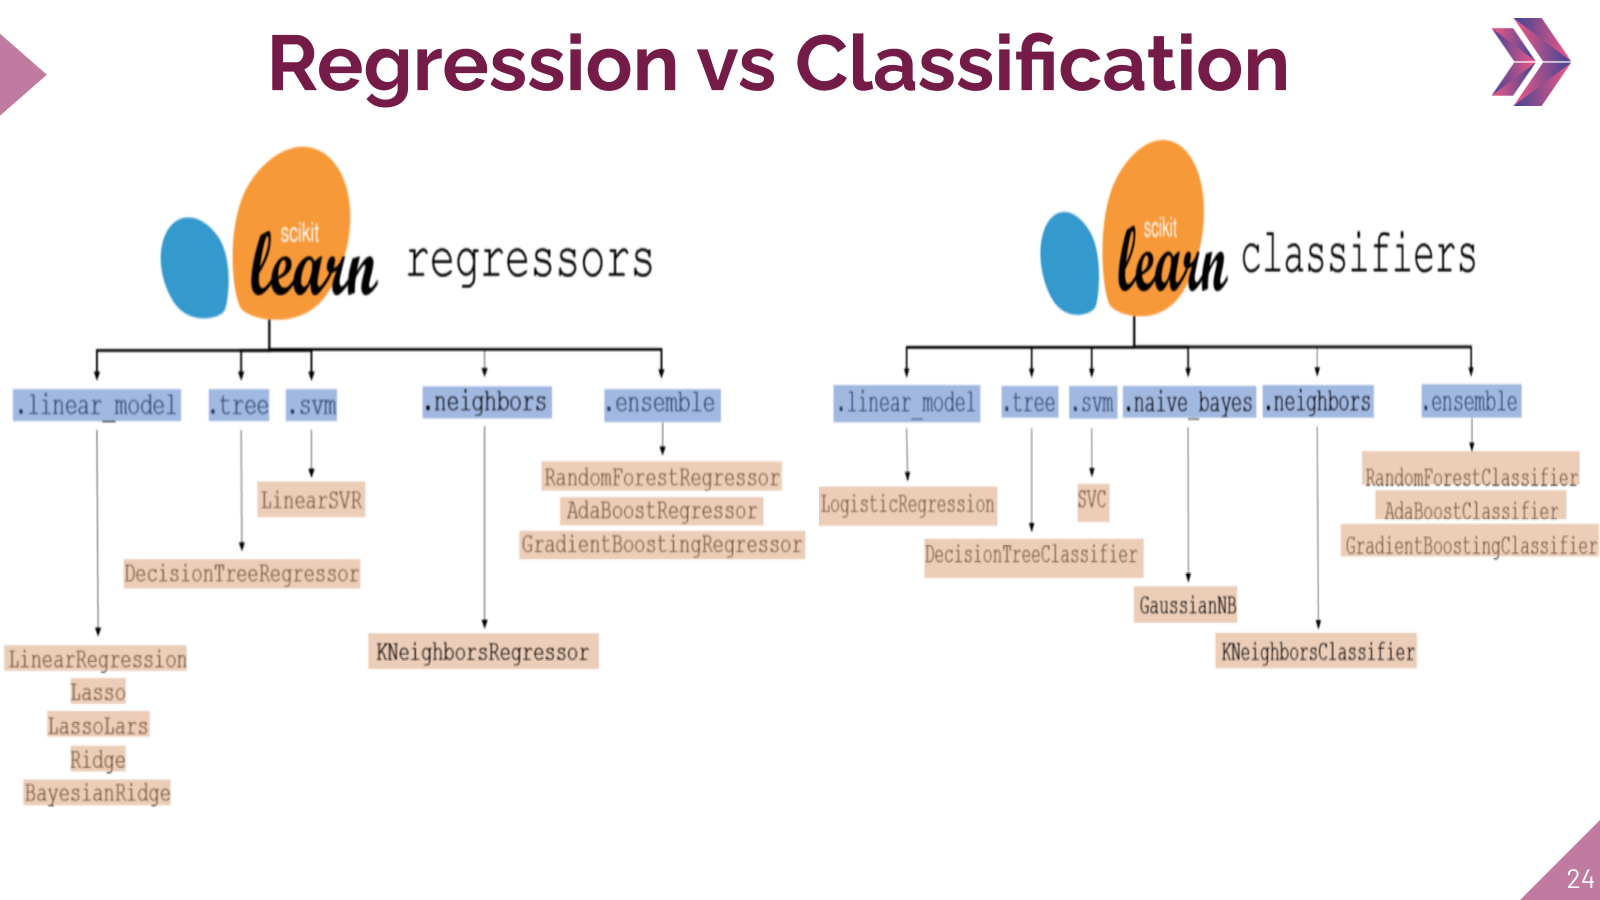 Regression vs Classification
scikit
learn
regressors
.linear_model
.tree
.svm
.neighbors
.ensemble
RandomForestRegressor
AdaBoostRegressor
GradientBoostingRegressor
LinearSVR
DecisionTreeRegressor
KNeighborsRegressor
LinearRegression
Lasso
LassoLars
Ridge
BayesianRidge
scikit
learn
classifiers
.linear_model
.tree
.svm
.naive_bayes
.neighbors
.ensemble
RandomForestClassifier
AdaBoostClassifier
GradientBoostingClassifier
LogisticRegression
SVC
DecisionTreeClassifier
GaussianNB
KNeighborsClassifier
24